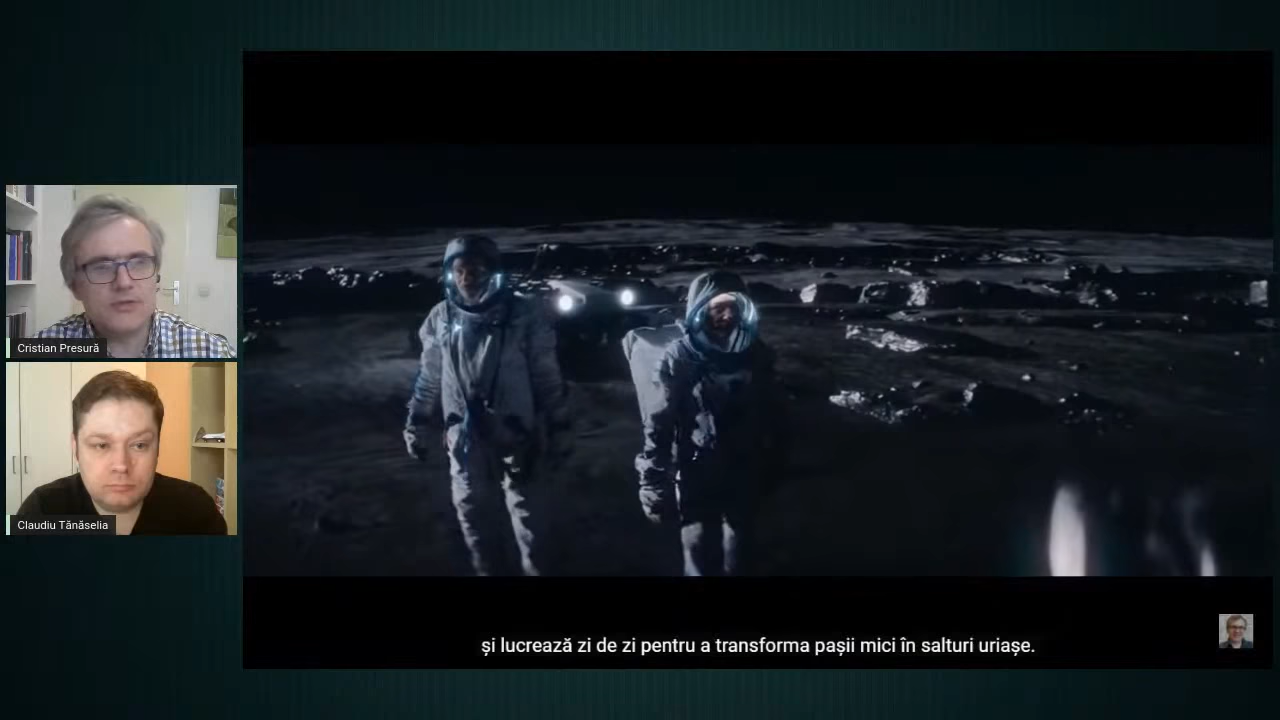 Cristian Presură
Claudiu Tănăselia
și lucrează zi de zi pentru a transforma pașii mici în salturi uriașe.